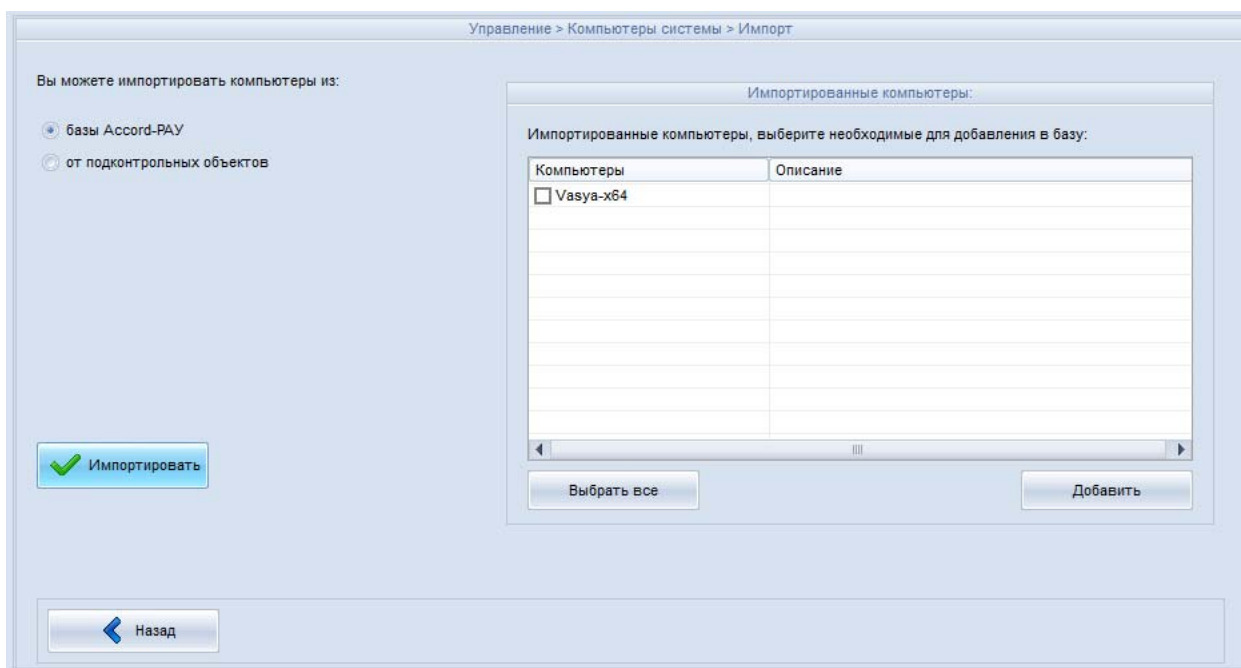 Управление > Компьютеры системы > Импорт
Вы можете импортировать компьютеры из:
базы Accord-РАУ
от подконтрольных объектов
Импортировать
Импортированные компьютеры:
Импортированные компьютеры, выберите необходимые для добавления в базу:
Компьютеры Описание
Vasya-x64
Выбрать все Добавить
Назад